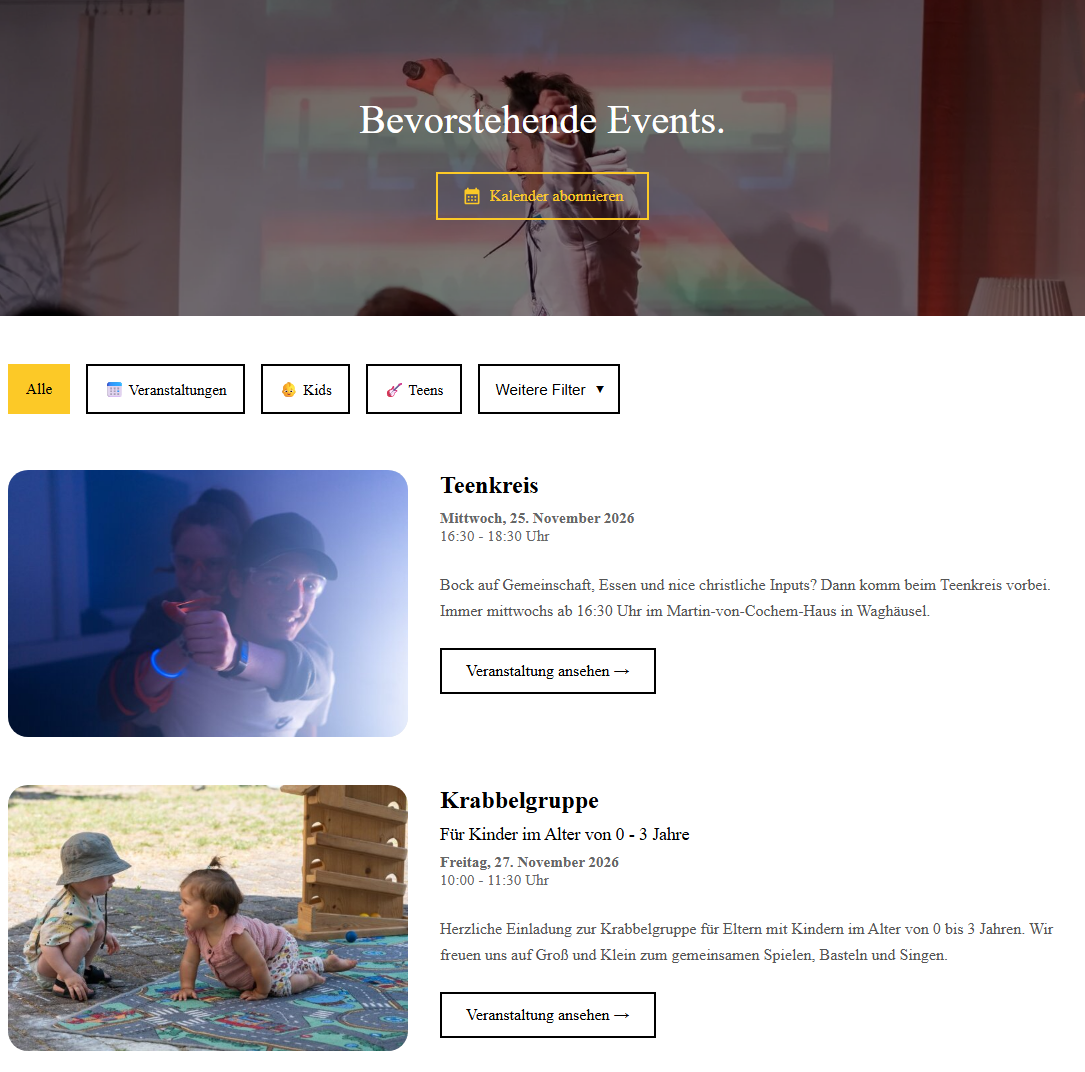 Bevorstehende Events.
Kalender abonnieren
Alle
Veranstaltungen
Kids
Teens
Weitere Filter ▼
Teenkreis
Mittwoch, 25. November 2026
16:30 - 18:30 Uhr
Bock auf Gemeinschaft, Essen und nice christliche Inputs? Dann komm beim Teenkreis vorbei.
Immer mittwochs ab 16:30 Uhr im Martin-von-Cochem-Haus in Waghäusel.
Veranstaltung ansehen →
Krabbelgruppe
Für Kinder im Alter von 0 - 3 Jahre
Freitag, 27. November 2026
10:00 - 11:30 Uhr
Herzliche Einladung zur Krabbelgruppe für Eltern mit Kindern im Alter von 0 bis 3 Jahren. Wir
freuen uns auf Groß und Klein zum gemeinsamen Spielen, Basteln und Singen.
Veranstaltung ansehen →